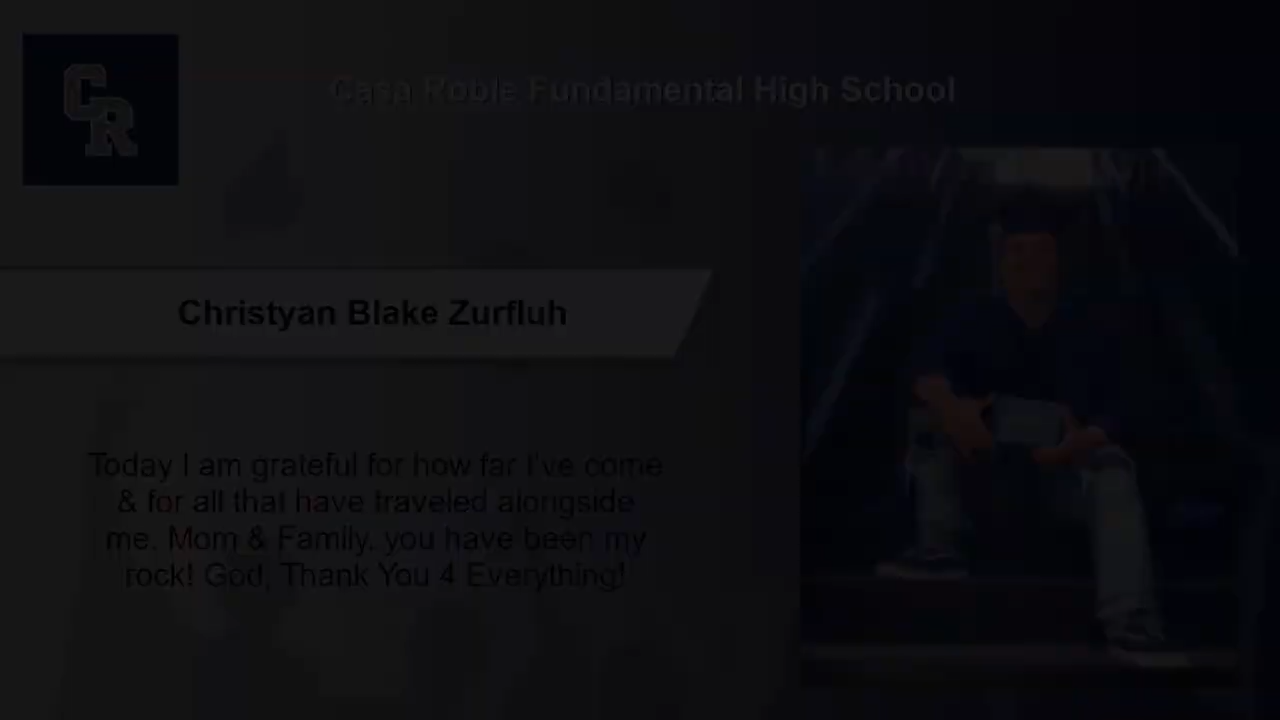 CR
Casa Roble Fundamental High School
Christyan Blake Zurfluh
Today I am grateful for how far I've come
& for all that have traveled alongside
me. Mom & Family, you have been my
rock! God, Thank You 4 Everything!